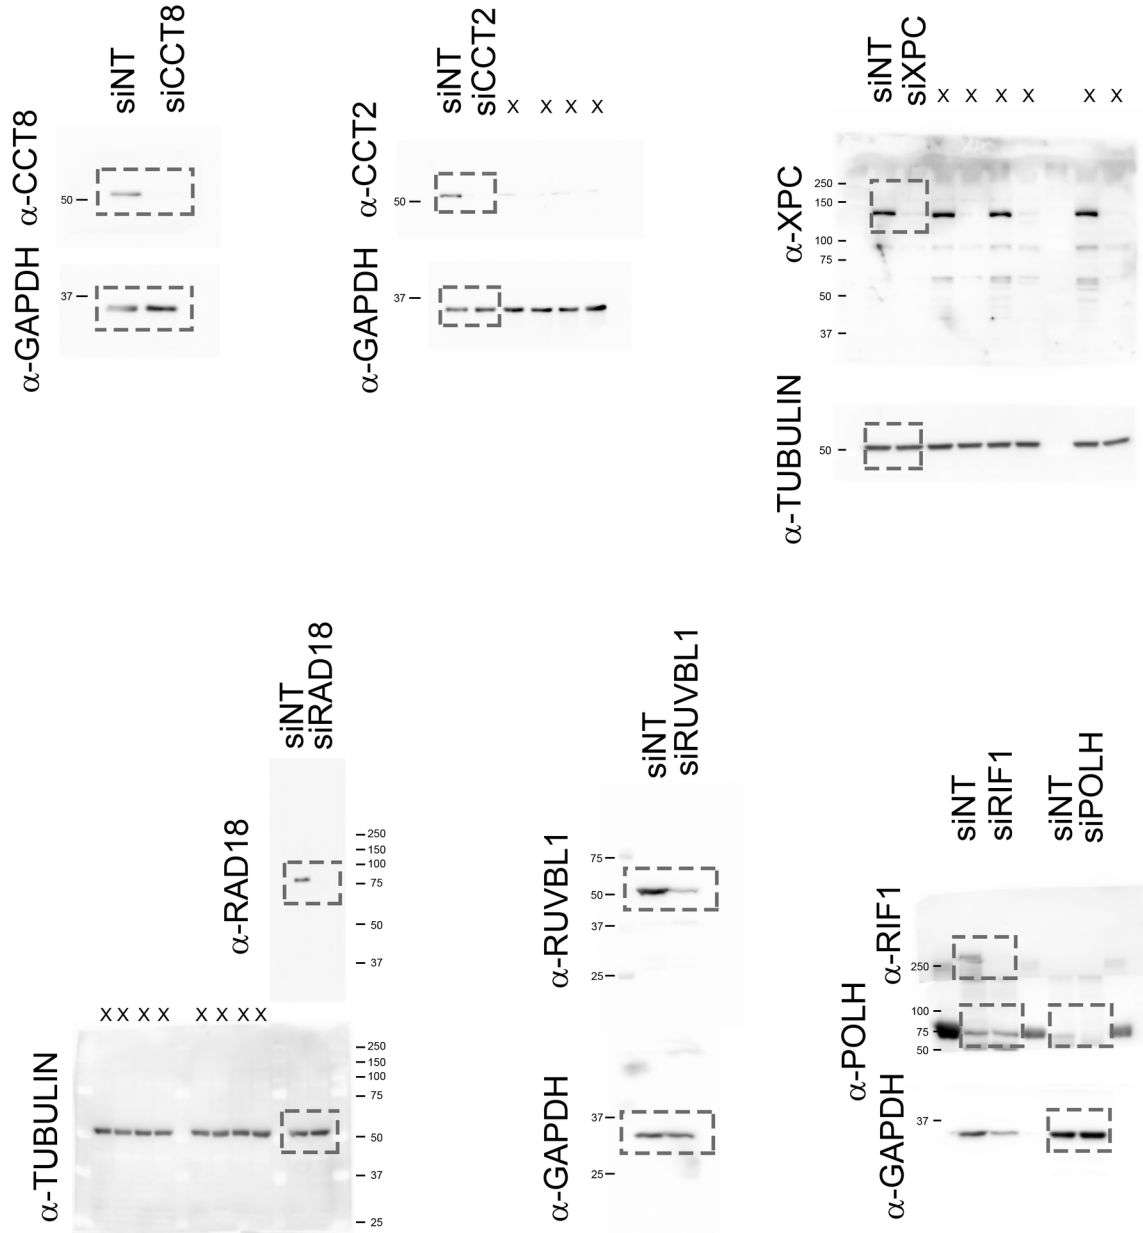 siNT
siCCT8
α-CCT8
50
α-GAPDH
37
siNT
siCCT2
x x x x
α-CCT2
50
α-GAPDH
37
siNT
siXPC
x x x x x x
α-XPC
250
150
100
75
50
37
α-TUBULIN
50
siNT
siRAD18
α-RAD18
250
150
100
75
50
37
x x x x x x x x
α-TUBULIN
250
150
100
75
50
37
25
siNT
siRUVBL1
α-RUVBL1
75
50
37
25
α-GAPDH
37
25
siNT
siRIF1
siNT
siPOLH
α-RIF1
250
α-POLH
100
75
50
α-GAPDH
37